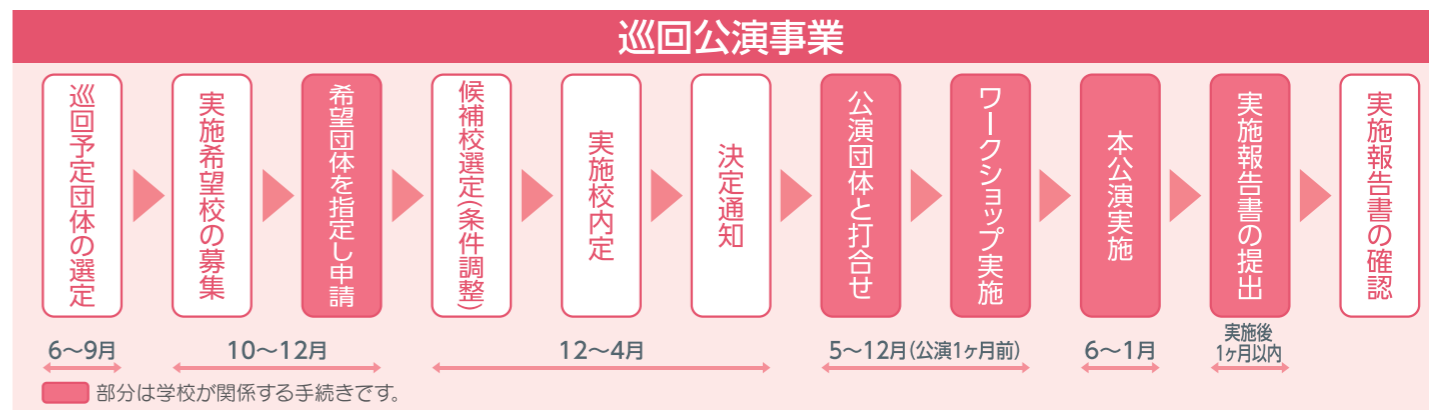 巡回公演事業
巡回予定団体の選定
実施希望校の募集
希望団体を指定し申請
候補校選定(条件調整)
実施校内定
決定通知
公演団体と打合せ
ワークショップ実施
本公演実施
実施報告書の提出
実施報告書の確認
6〜9月
10〜12月
12〜4月
5〜12月(公演1ヶ月前)
6〜1月
実施後
1ヶ月以内
部分は学校が関係する手続きです。